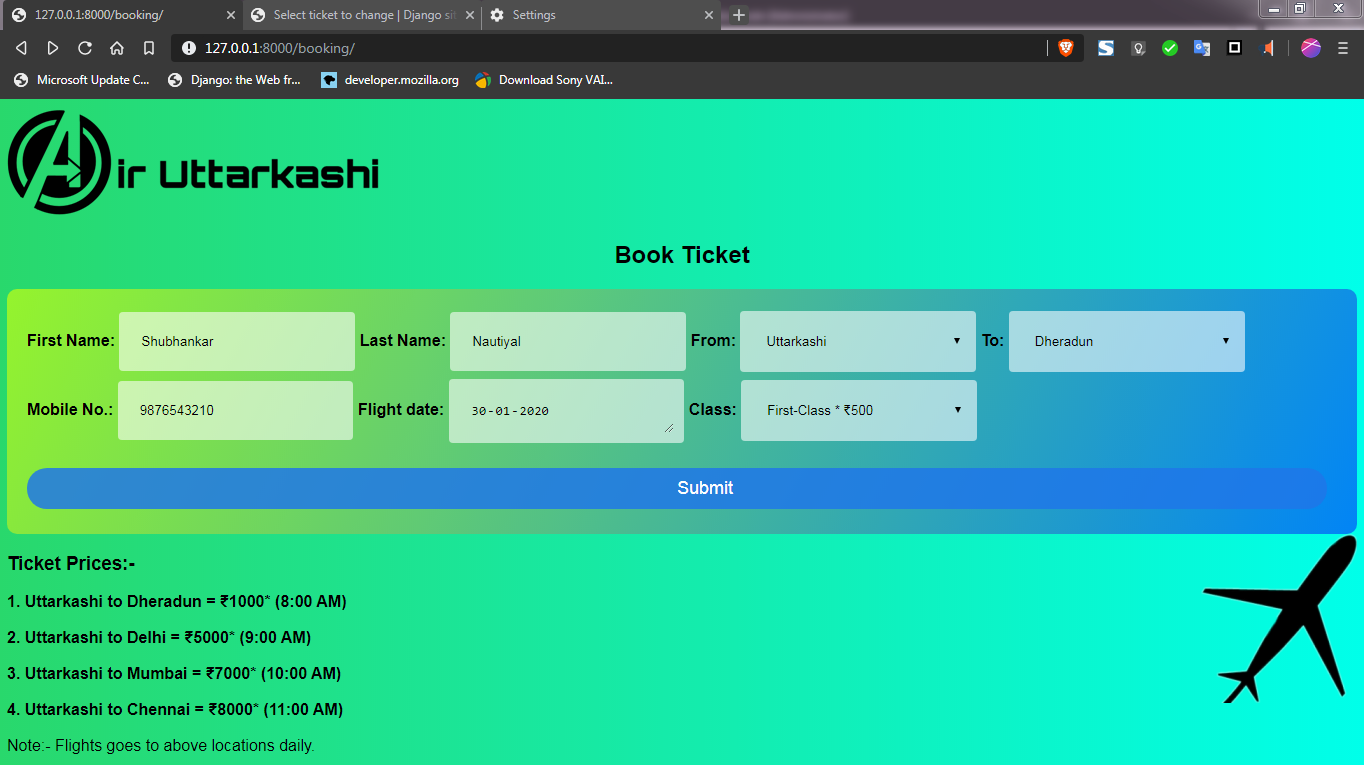 127.0.0.1:8000/booking/
Select ticket to change | Django sit
Settings
127.0.0.1:8000/booking/
Microsoft Update C...
Django: the Web fr...
developer.mozilla.org
Download Sony VAI...
Air Uttarkashi
Book Ticket
First Name: Shubhankar Last Name: Nautiyal From: Uttarkashi To: Dheradun
Mobile No.: 9876543210 Flight date: 30-01-2020 Class: First-Class * ₹500
Submit
Ticket Prices:-
1. Uttarkashi to Dheradun = ₹1000* (8:00 AM)
2. Uttarkashi to Delhi = ₹5000* (9:00 AM)
3. Uttarkashi to Mumbai = ₹7000* (10:00 AM)
4. Uttarkashi to Chennai = ₹8000* (11:00 AM)
Note:- Flights goes to above locations daily.